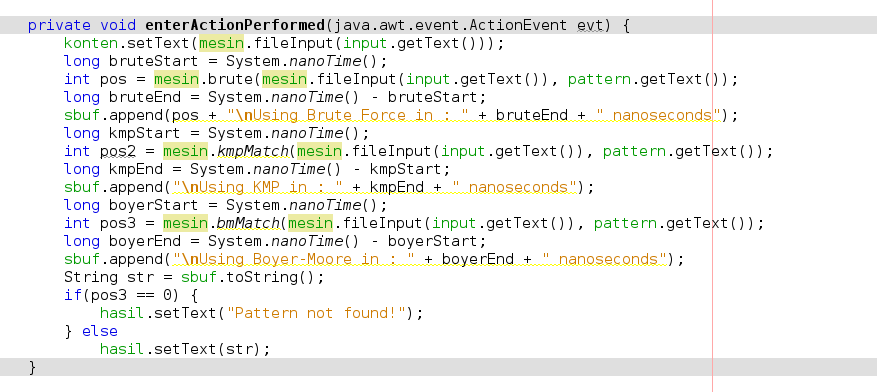 private void enterActionPerformed(java.awt.event.ActionEvent evt) {
    konten.setText(mesin.fileInput(input.getText()));
    long bruteStart = System.nanoTime();
    int pos = mesin.brute(mesin.fileInput(input.getText()), pattern.getText());
    long bruteEnd = System.nanoTime() - bruteStart;
    sbuf.append(pos + "\nUsing Brute Force in : " + bruteEnd + " nanoseconds");
    long kmpStart = System.nanoTime();
    int pos2 = mesin.kmpMatch(mesin.fileInput(input.getText()), pattern.getText());
    long kmpEnd = System.nanoTime() - kmpStart;
    sbuf.append("\nUsing KMP in : " + kmpEnd + " nanoseconds");
    long boyerStart = System.nanoTime();
    int pos3 = mesin.bmMatch(mesin.fileInput(input.getText()), pattern.getText());
    long boyerEnd = System.nanoTime() - boyerStart;
    sbuf.append("\nUsing Boyer-Moore in : " + boyerEnd + " nanoseconds");
    String str = sbuf.toString();
    if(pos3 == 0) {
        hasil.setText("Pattern not found!");
    } else
        hasil.setText(str);
}